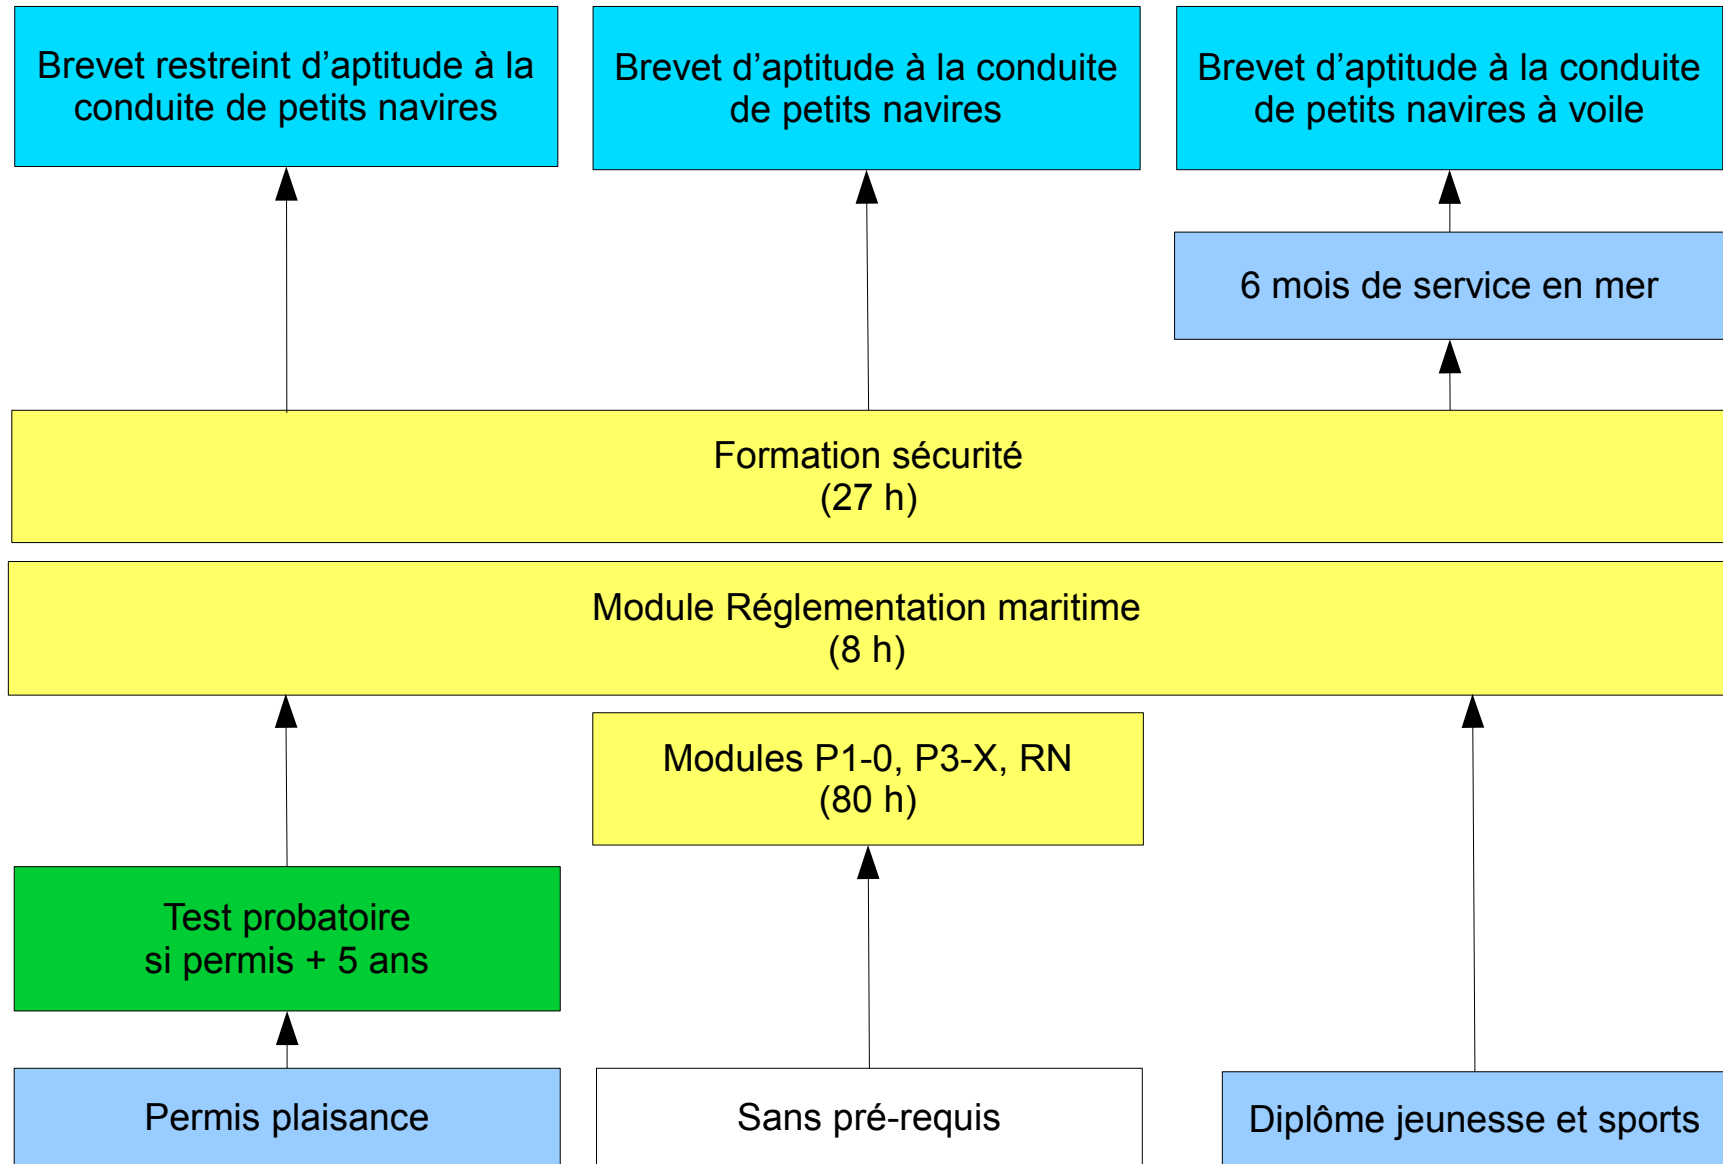 Brevet restreint d’aptitude à la
conduite de petits navires
Brevet d’aptitude à la conduite
de petits navires
Brevet d’aptitude à la conduite
de petits navires à voile
6 mois de service en mer
Formation sécurité
(27 h)
Module Réglementation maritime
(8 h)
Modules P1-0, P3-X, RN
(80 h)
Test probatoire
si permis + 5 ans
Permis plaisance
Sans pré-requis
Diplôme jeunesse et sports